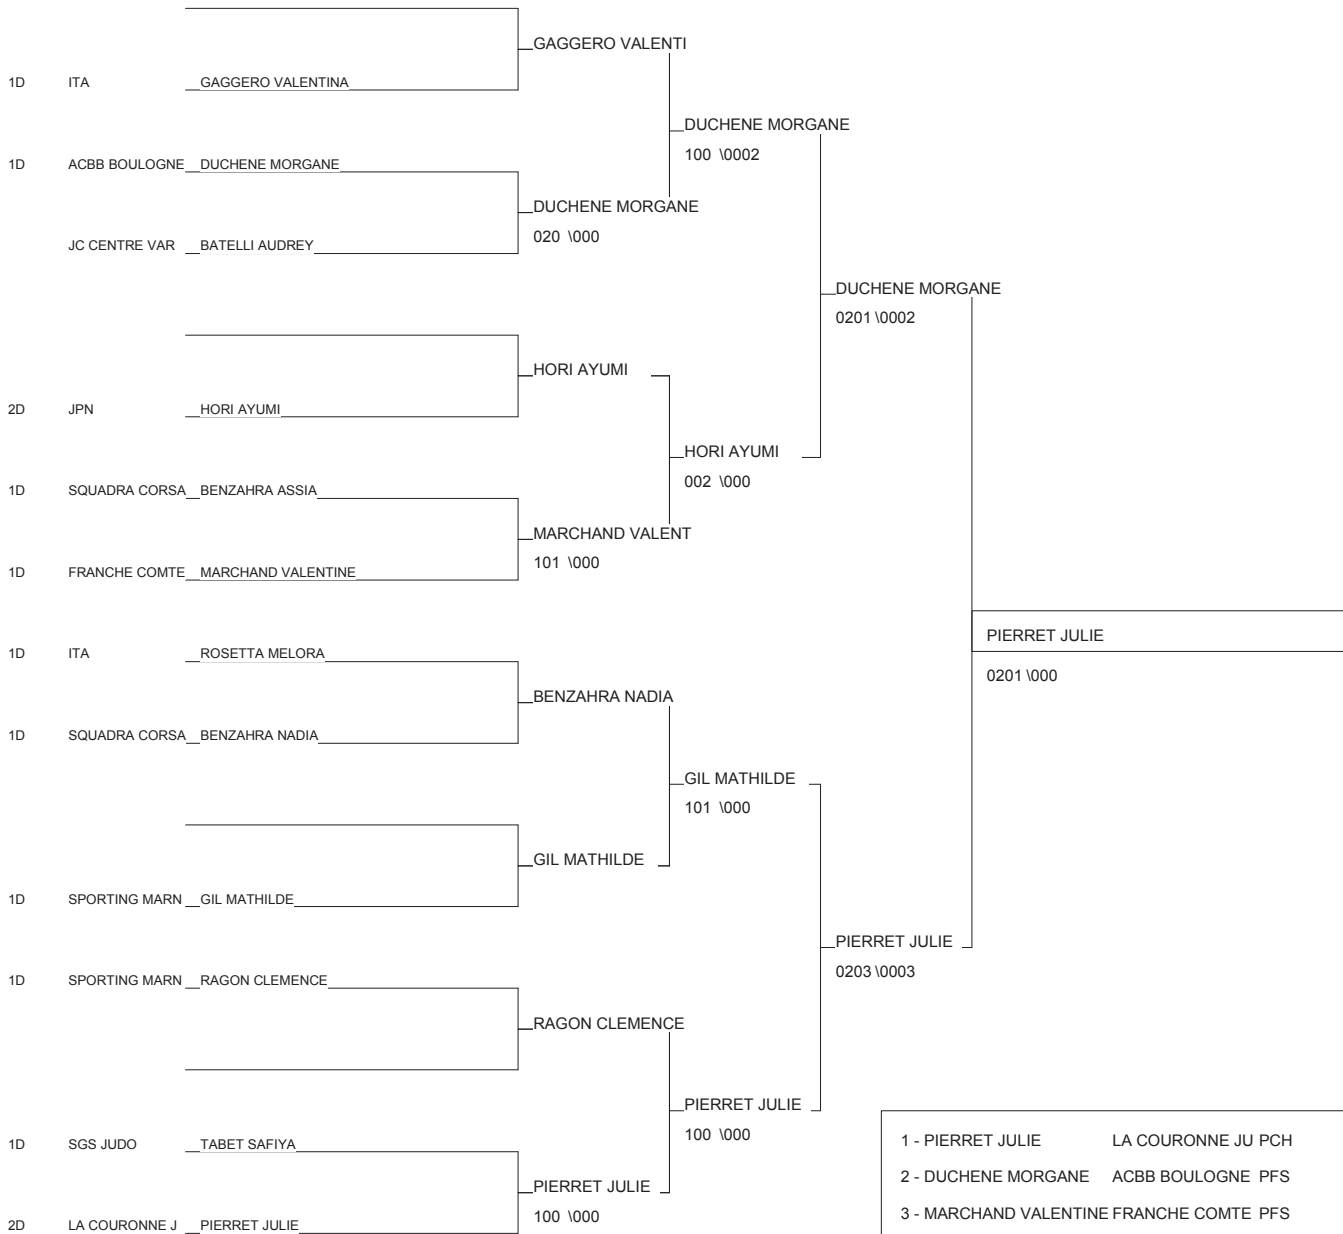 GAGGERO VALENTI
1D ITA GAGGERO VALENTINA
DUCHENE MORGANE
100 \0002
1D ACBB BOULOGNE DUCHENE MORGANE
DUCHENE MORGANE
020 \000
JC CENTRE VAR BATELLI AUDREY
DUCHENE MORGANE
0201 \0002
HORI AYUMI
2D JPN HORI AYUMI
HORI AYUMI
002 \000
1D SQUADRA CORSA BENZAHRA ASSIA
MARCHAND VALENT
101 \000
1D FRANCHE COMTE MARCHAND VALENTINE
PIERRET JULIE
0201 \000
1D ITA ROSETTA MELORA
BENZAHRA NADIA
1D SQUADRA CORSA BENZAHRA NADIA
GIL MATHILDE
101 \000
GIL MATHILDE
1D SPORTING MARN GIL MATHILDE
PIERRET JULIE
0203 \0003
1D SPORTING MARN RAGON CLEMENCE
RAGON CLEMENCE
PIERRET JULIE
100 \000
1D SGS JUDO TABET SAFIYA
PIERRET JULIE
100 \000
2D LA COURONNE J PIERRET JULIE
1 - PIERRET JULIE LA COURONNE JU PCH
2 - DUCHENE MORGANE ACBB BOULOGNE PFS
3 - MARCHAND VALENTINE FRANCHE COMTE PFS